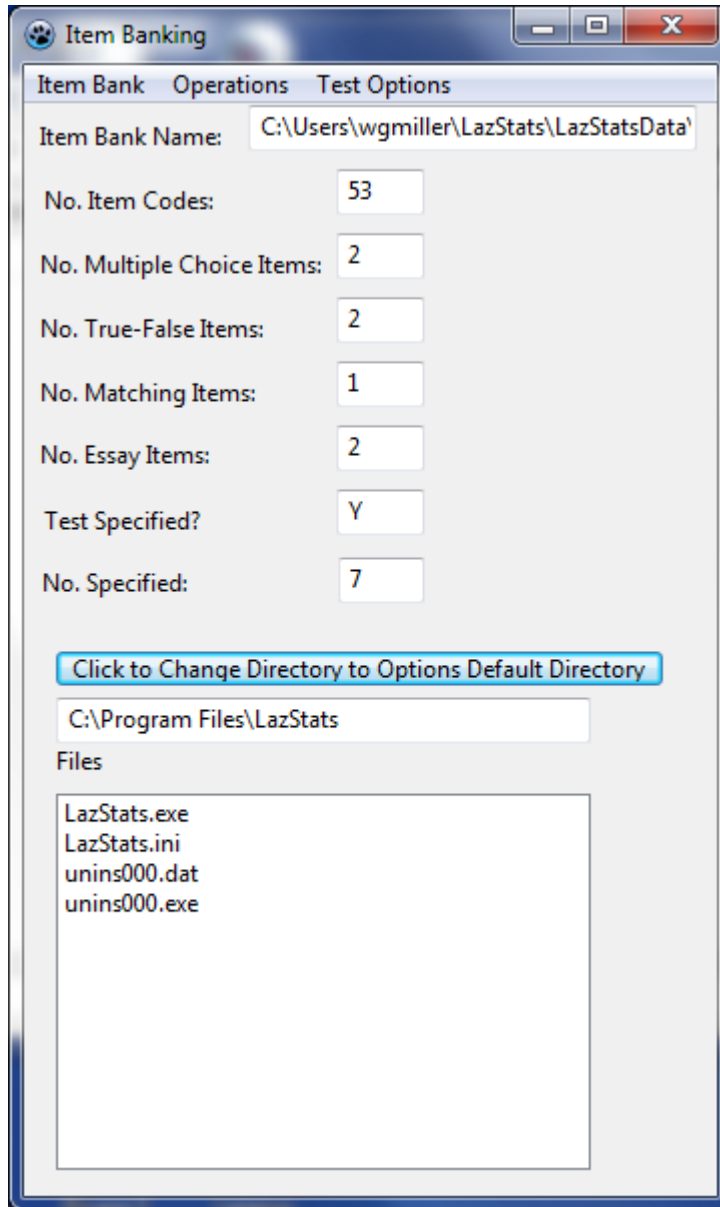 Item Banking
Item Bank Operations Test Options
Item Bank Name: C:\Users\wgmiller\LazStats\LazStatsData\
No. Item Codes: 53
No. Multiple Choice Items: 2
No. True-False Items: 2
No. Matching Items: 1
No. Essay Items: 2
Test Specified? Y
No. Specified: 7
Click to Change Directory to Options Default Directory
C:\Program Files\LazStats
Files
LazStats.exe
LazStats.ini
unins000.dat
unins000.exe